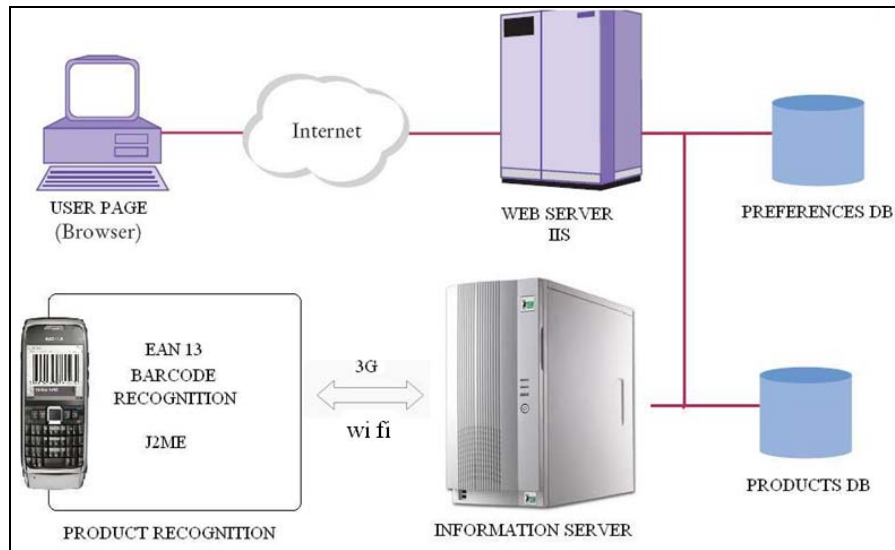 Internet
USER PAGE
(Browser)
WEB SERVER
IIS
PREFERENCES DB
EAN 13
BARCODE
RECOGNITION
J2ME
3G
wi fi
PRODUCT RECOGNITION
INFORMATION SERVER
PRODUCTS DB